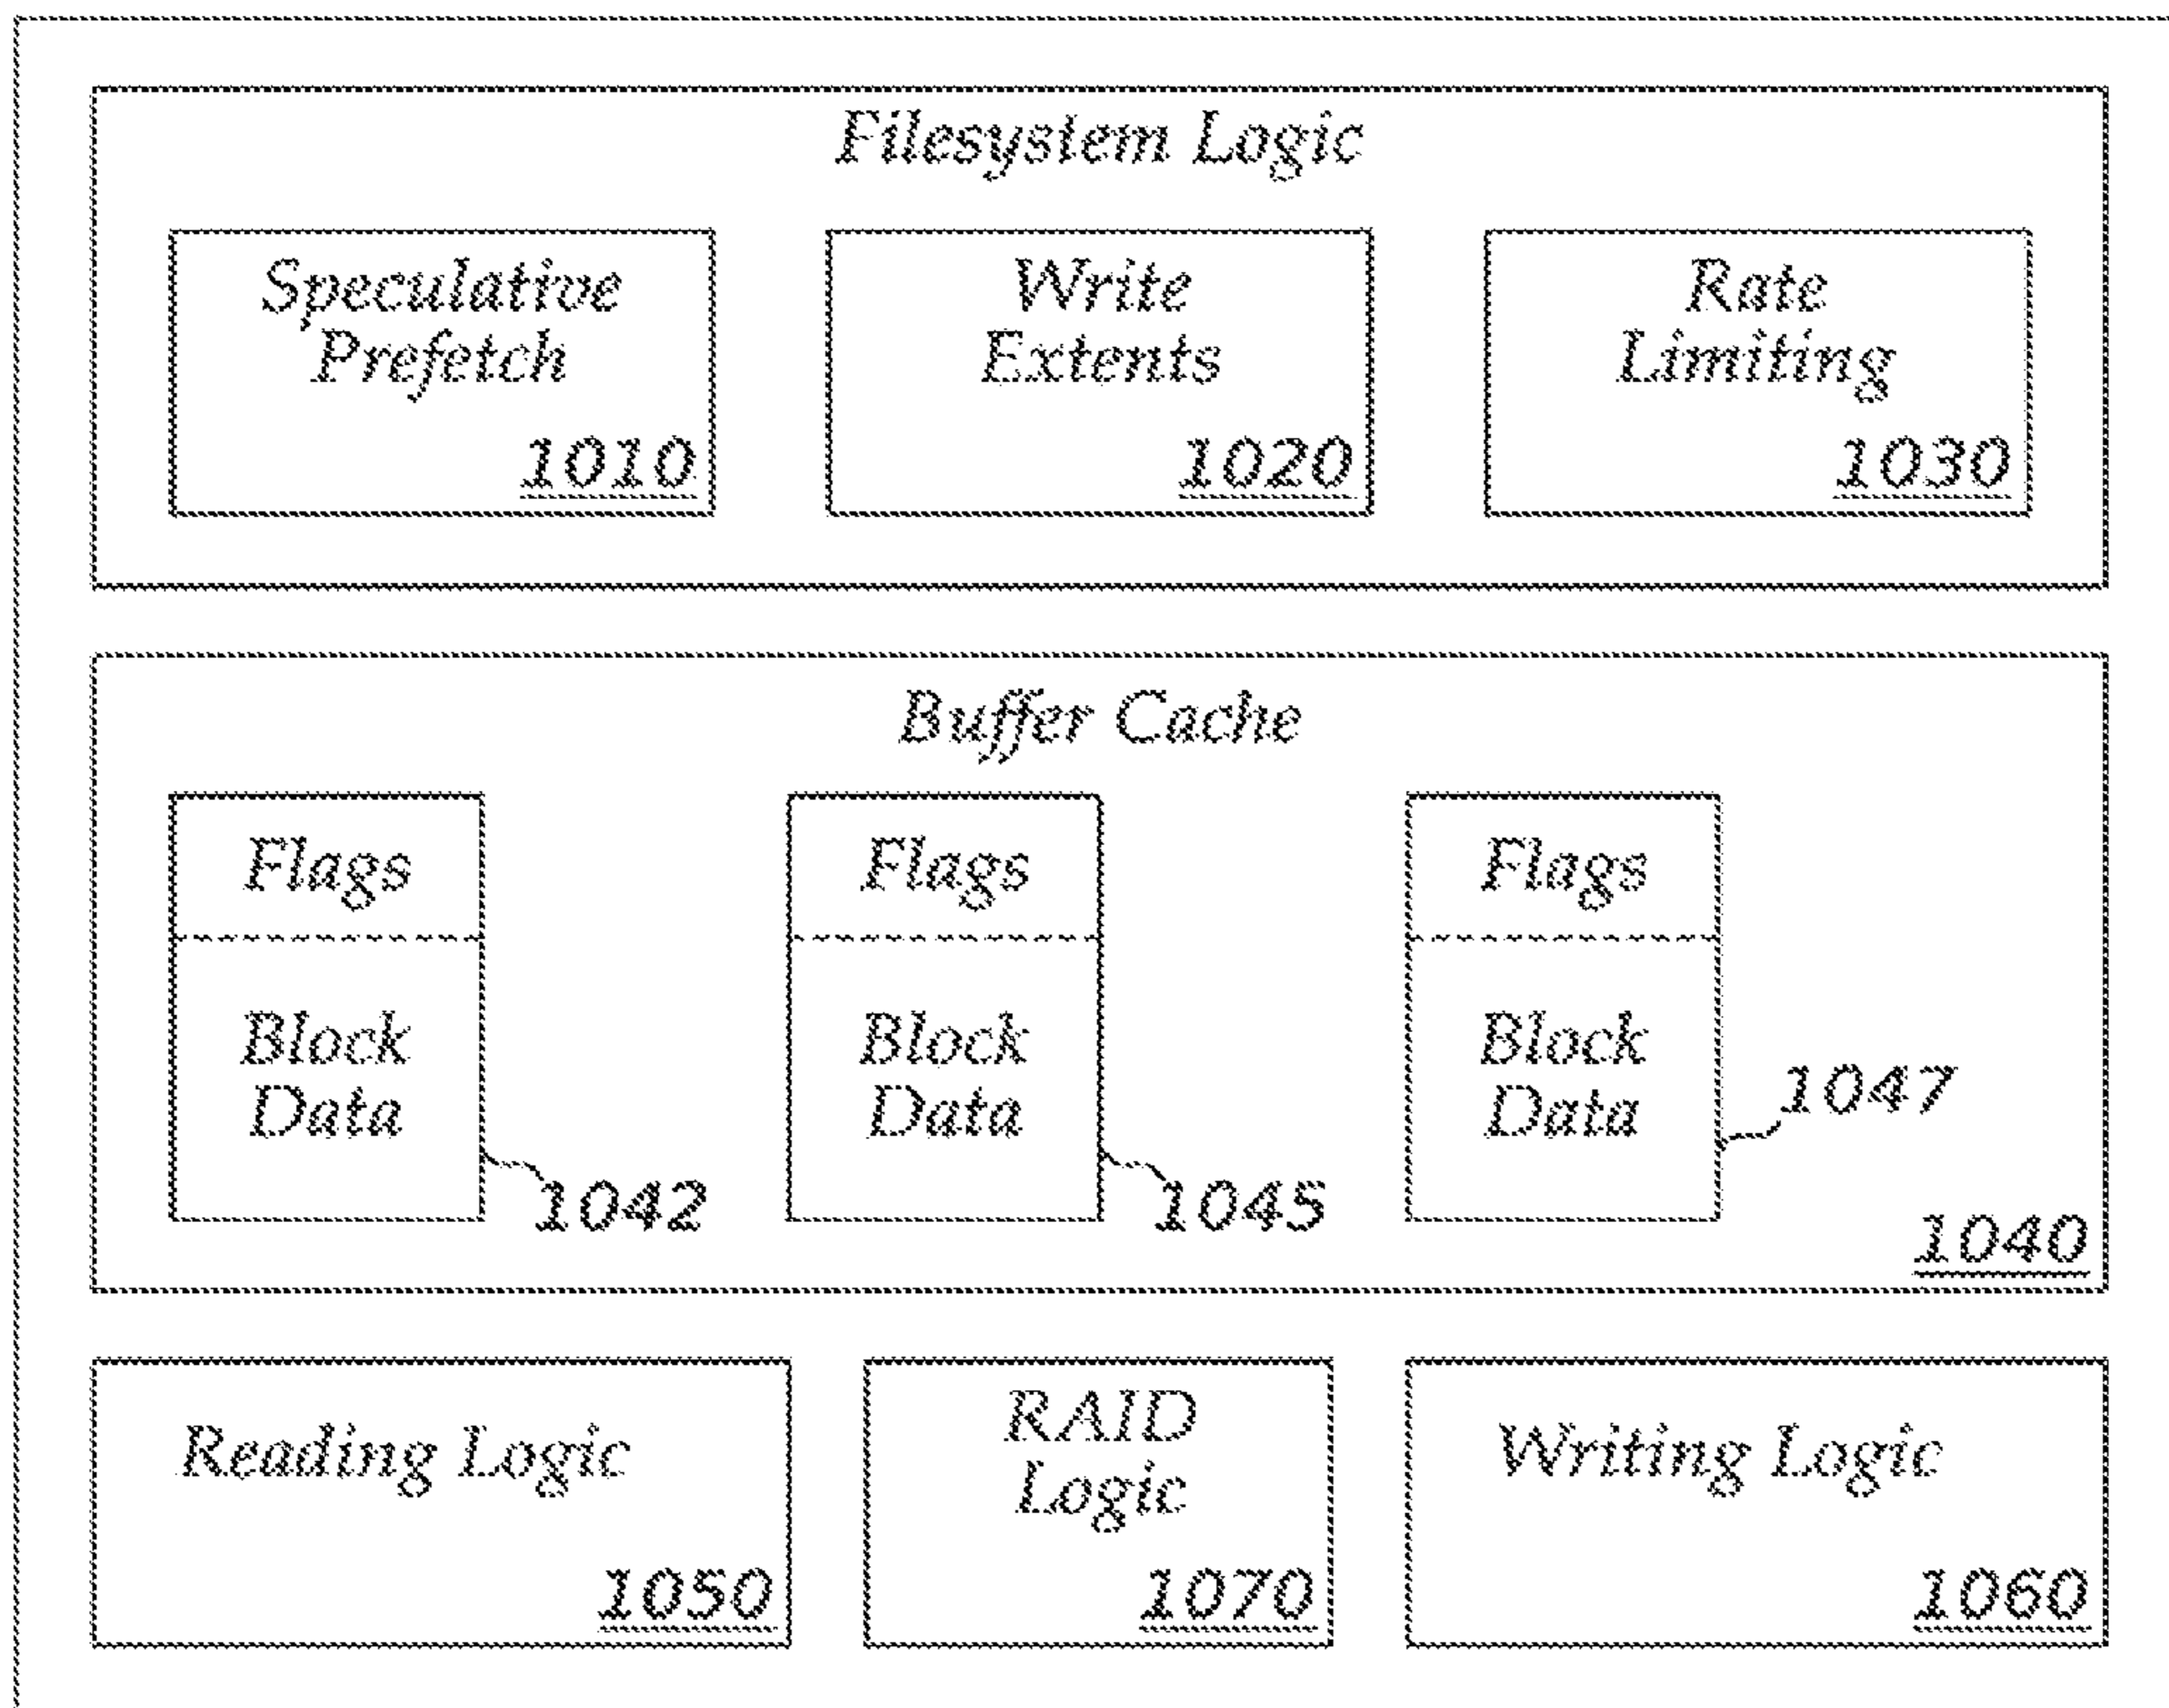 Filesystem Logic
Speculative
Prefetch
1010
Write
Extents
1020
Rate
Limiting
1030
Buffer Cache
Flags
Block
Data
1042
Flags
Block
Data
1045
Flags
Block
Data
1047
1040
Reading Logic
1050
RAID
Logic
1070
Writing Logic
1060